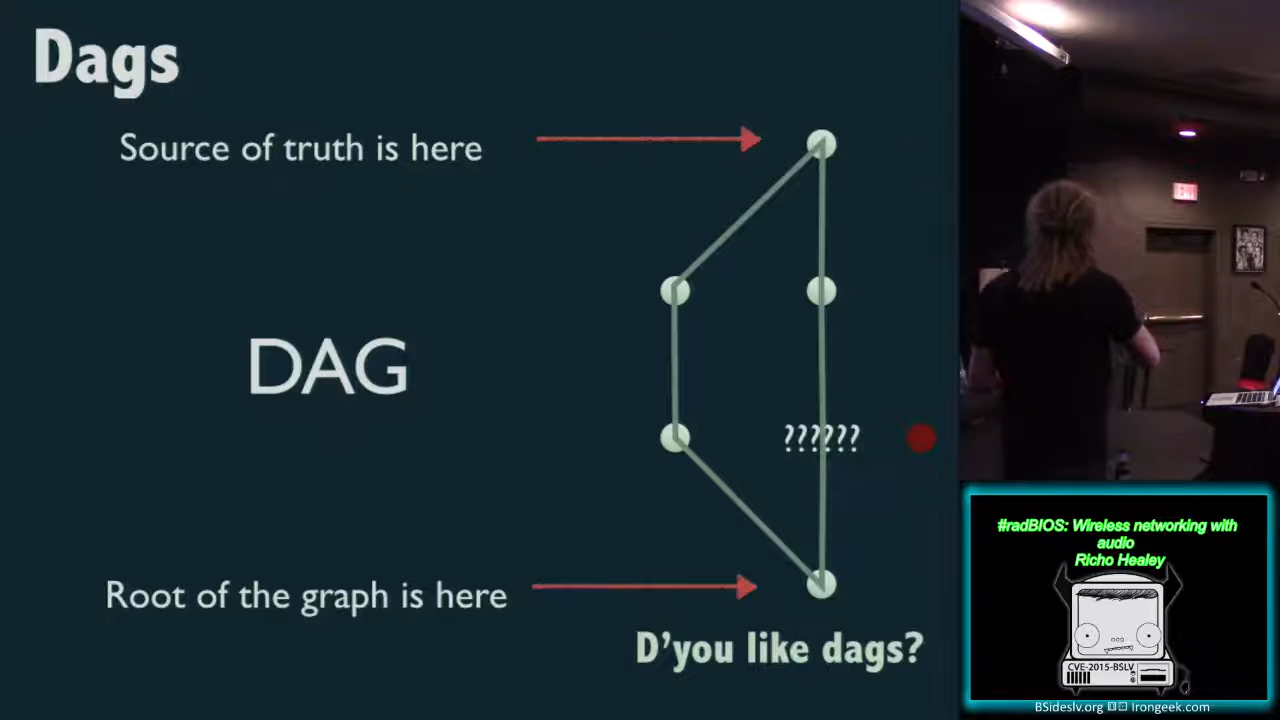 Dags
Source of truth is here
DAG
??????
Root of the graph is here
D'you like dags?
EXIT
#radBIOS: Wireless networking with
audio
Richo Healey
CVE-2015-BSLV
BSideslv.org irongeek.com